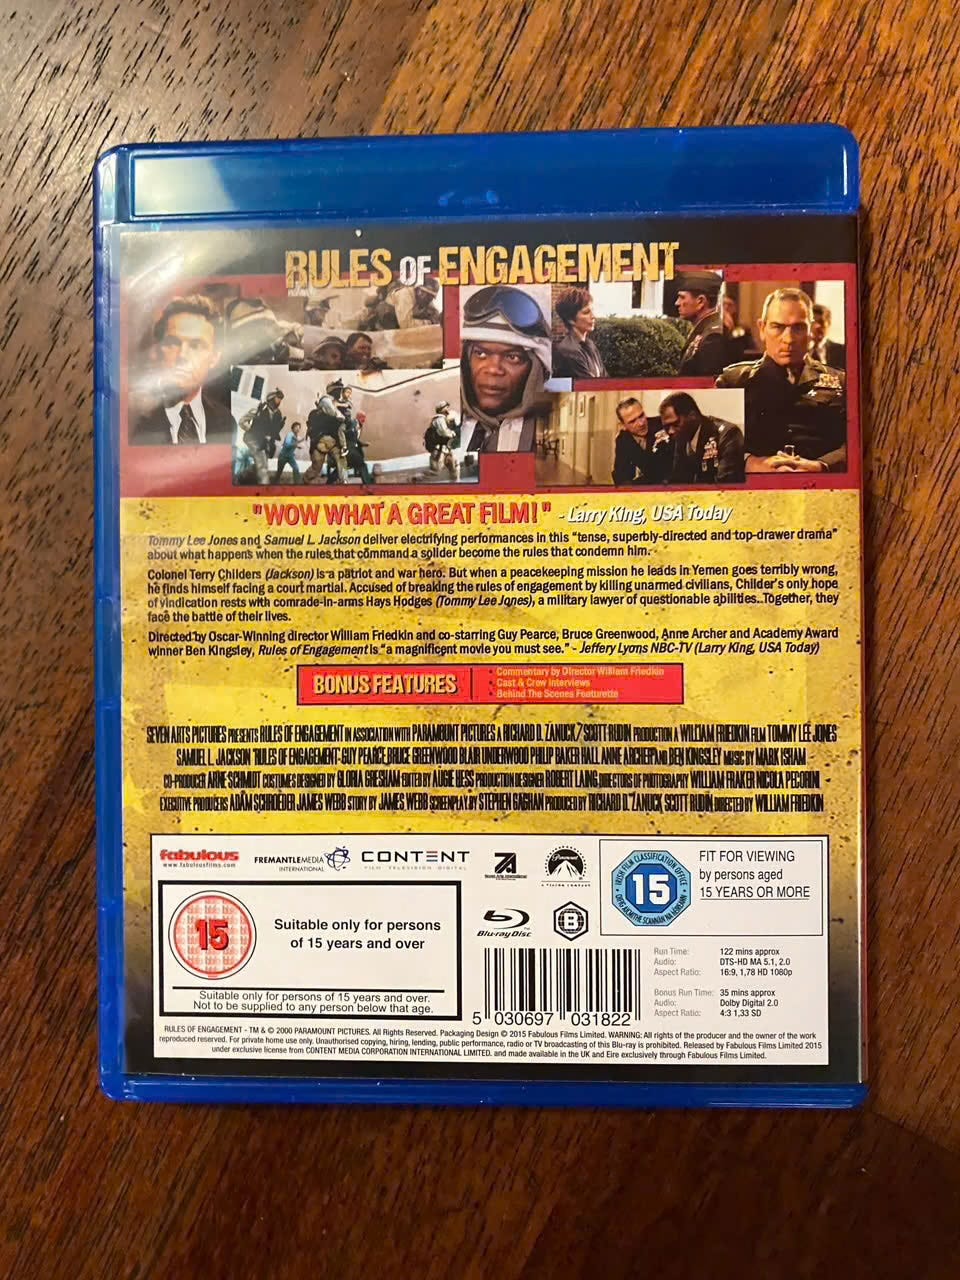 RULES OF ENGAGEMENT
"WOW WHAT A GREAT FILM!" - Larry King, USA Today
Tommy Lee Jones and Samuel L. Jackson deliver electrifying performances in this "tense, superbly-directed and top-drawer drama"
about what happens when the rules that command a solider become the rules that condemn him.
Colonel Terry Childers (Jackson) is a patriot and war hero. But when a peacekeeping mission he leads in Yemen goes terribly wrong,
he finds himself facing a court martial. Accused of breaking the rules of engagement by killing unarmed civilians, Childer's only hope
of vindication rests with comrade-in-arms Hays Hodges (Tommy Lee Jones), a military lawyer of questionable abilities..Together, they
face the battle of their lives.
Directed by Oscar-Winning director William Friedkin and co-starring Guy Pearce, Bruce Greenwood, Anne Archer and Academy Award
winner Ben Kingsley, Rules of Engagement is "a magnificent movie you must see." - Jeffery Lyons NBC-TV (Larry King, USA Today)
BONUS FEATURES
Commentary by Director William Friedkin
Cast & Crew Interviews
Behind The Scenes Featurette
SEVEN ARTS PICTURES PRESENTS RULES OF ENGAGEMENT IN ASSOCIATION WITH PARAMOUNT PICTURES A RICHARD D. ZANUCK/SCOTT RUDIN PRODUCTION A WILLIAM FRIEDKIN FILM TOMMY LEE JONES
SAMUEL L. JACKSON "RULES OF ENGAGEMENT" GUY PEARCE BRUCE GREENWOOD BLAIR UNDERWOOD PHILIP BAKER HALL ANNE ARCHER AND BEN KINGSLEY MUSIC BY MARK ISHAM
CO-PRODUCER ARNE SCHMIDT COSTUMES DESIGNED BY GLORIA GRESHAM EDITED BY AUGIE HESS PRODUCTION DESIGNER ROBERT LAING DIRECTORS OF PHOTOGRAPHY WILLIAM FRAKER NICOLA PECORINI
EXECUTIVE PRODUCERS ADAM SCHROEDER JAMES WEBB STORY BY JAMES WEBB SCREENPLAY BY STEPHEN GAGHAN PRODUCED BY RICHARD D. ZANUCK, SCOTT RUDIN DIRECTED BY WILLIAM FRIEDKIN
fabulous
www.fabulousfilms.com
FREMANTLEMEDIA
INTERNATIONAL
CONTENT
FILM TELEVISION DIGITAL
7A
Seven Arts International
Paramount
A VIACOM COMPANY
IRISH FILM CLASSIFICATION OFFICE
15
FIT FOR VIEWING
by persons aged
15 YEARS OR MORE
15
Suitable only for persons
of 15 years and over
Suitable only for persons of 15 years and over.
Not to be supplied to any person below that age.
Blu-ray Disc
B
5 030697 031822
Run Time: 122 mins approx
Audio: DTS-HD MA 5.1, 2.0
Aspect Ratio: 16:9, 1,78 HD 1080p
Bonus Run Time: 35 mins approx
Audio: Dolby Digital 2.0
Aspect Ratio: 4:3 1,33 SD
RULES OF ENGAGEMENT - TM & © 2000 PARAMOUNT PICTURES. All Rights Reserved. Packaging Design © 2015 Fabulous Films Limited. WARNING: All rights of the producer and the owner of the work
reproduced reserved. For private home use only. Unauthorised copying, hiring, lending, public performance, radio or TV broadcasting of this Blu-ray is prohibited. Released by Fabulous Films Limited 2015
under exclusive license from CONTENT MEDIA CORPORATION INTERNATIONAL LIMITED. and made available in the UK and Eire exclusively through Fabulous Films Limited.